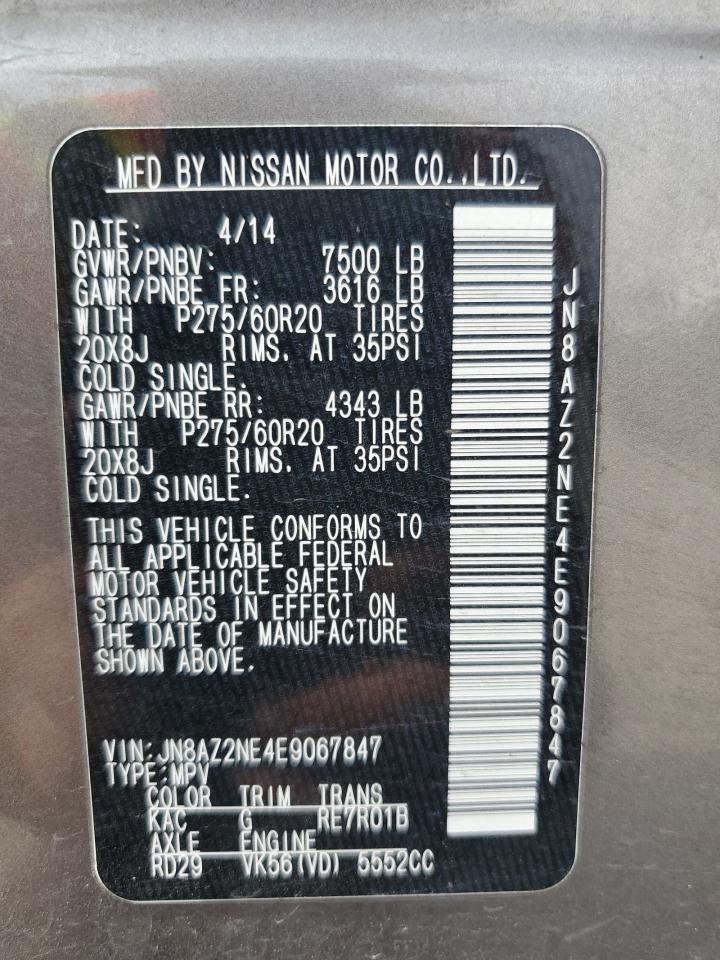 MFD BY NISSAN MOTOR CO.,LTD.
DATE: 4/14
GVWR/PNBV: 7500 LB
GAWR/PNBE FR: 3616 LB
WITH P275/60R20 TIRES
20X8J RIMS, AT 35PSI
COLD SINGLE.
GAWR/PNBE RR: 4343 LB
WITH P275/60R20 TIRES
20X8J RIMS, AT 35PSI
COLD SINGLE.
THIS VEHICLE CONFORMS TO
ALL APPLICABLE FEDERAL
MOTOR VEHICLE SAFETY
STANDARDS IN EFFECT ON
THE DATE OF MANUFACTURE
SHOWN ABOVE.
VIN:JN8AZ2NE4E9067847
TYPE:MPV
COLOR TRIM TRANS
KAC G RE7R01B
AXLE ENGINE
RD29 VK56(VD) 5552CC
JN8AZ2NE4E9067847